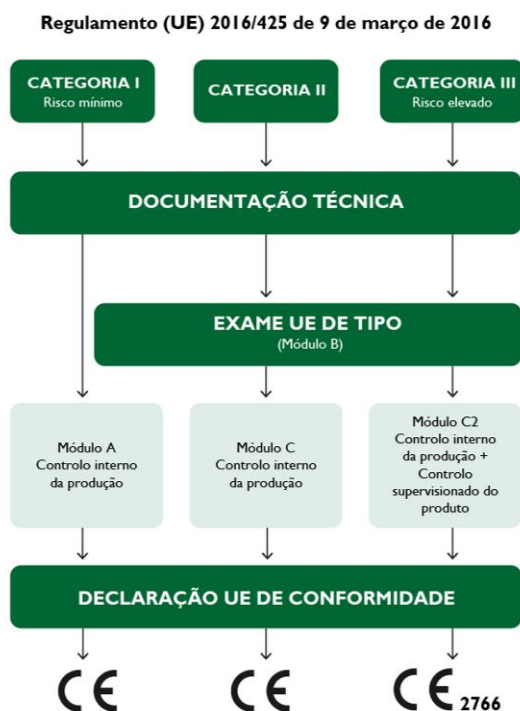 Regulamento (UE) 2016/425 de 9 de março de 2016
CATEGORIA I
Risco mínimo
CATEGORIA II
CATEGORIA III
Risco elevado
DOCUMENTAÇÃO TÉCNICA
EXAME UE DE TIPO
(Módulo B)
Módulo A
Controlo interno
da produção
Módulo C
Controlo interno
da produção
Módulo C2
Controlo interno
da produção +
Controlo
supervisionado do
produto
DECLARAÇÃO UE DE CONFORMIDADE
CE
CE
CE 2766